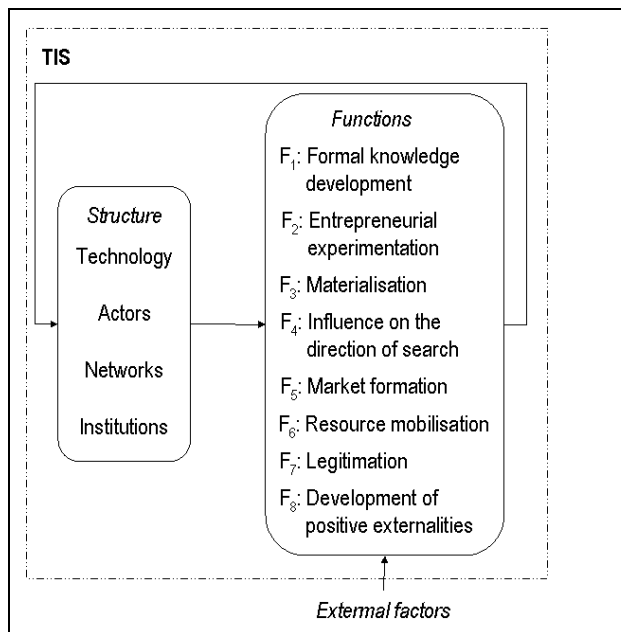 TIS
Functions
F1: Formal knowledge
development
F2: Entrepreneurial
experimentation
F3: Materialisation
F4: Influence on the
direction of search
F5: Market formation
F6: Resource mobilisation
F7: Legitimation
F8: Development of
positive externalities
Structure
Technology
Actors
Networks
Institutions
External factors